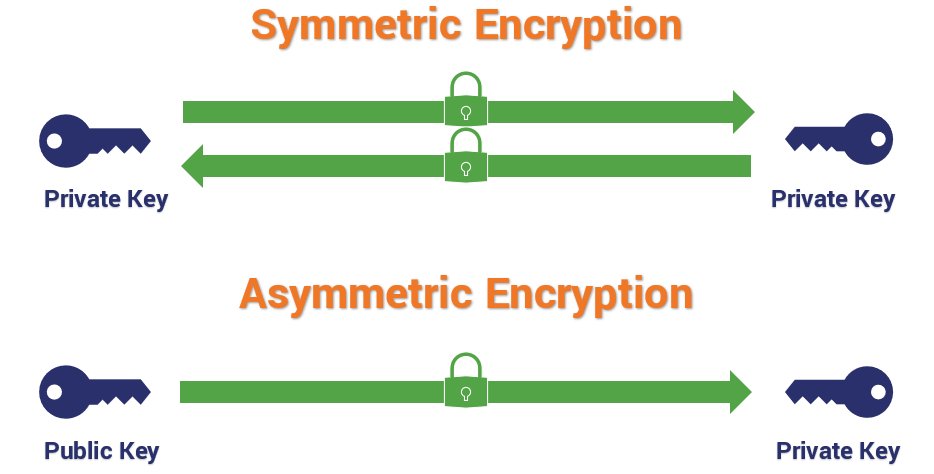 Symmetric Encryption
Private Key
Private Key
Asymmetric Encryption
Public Key
Private Key